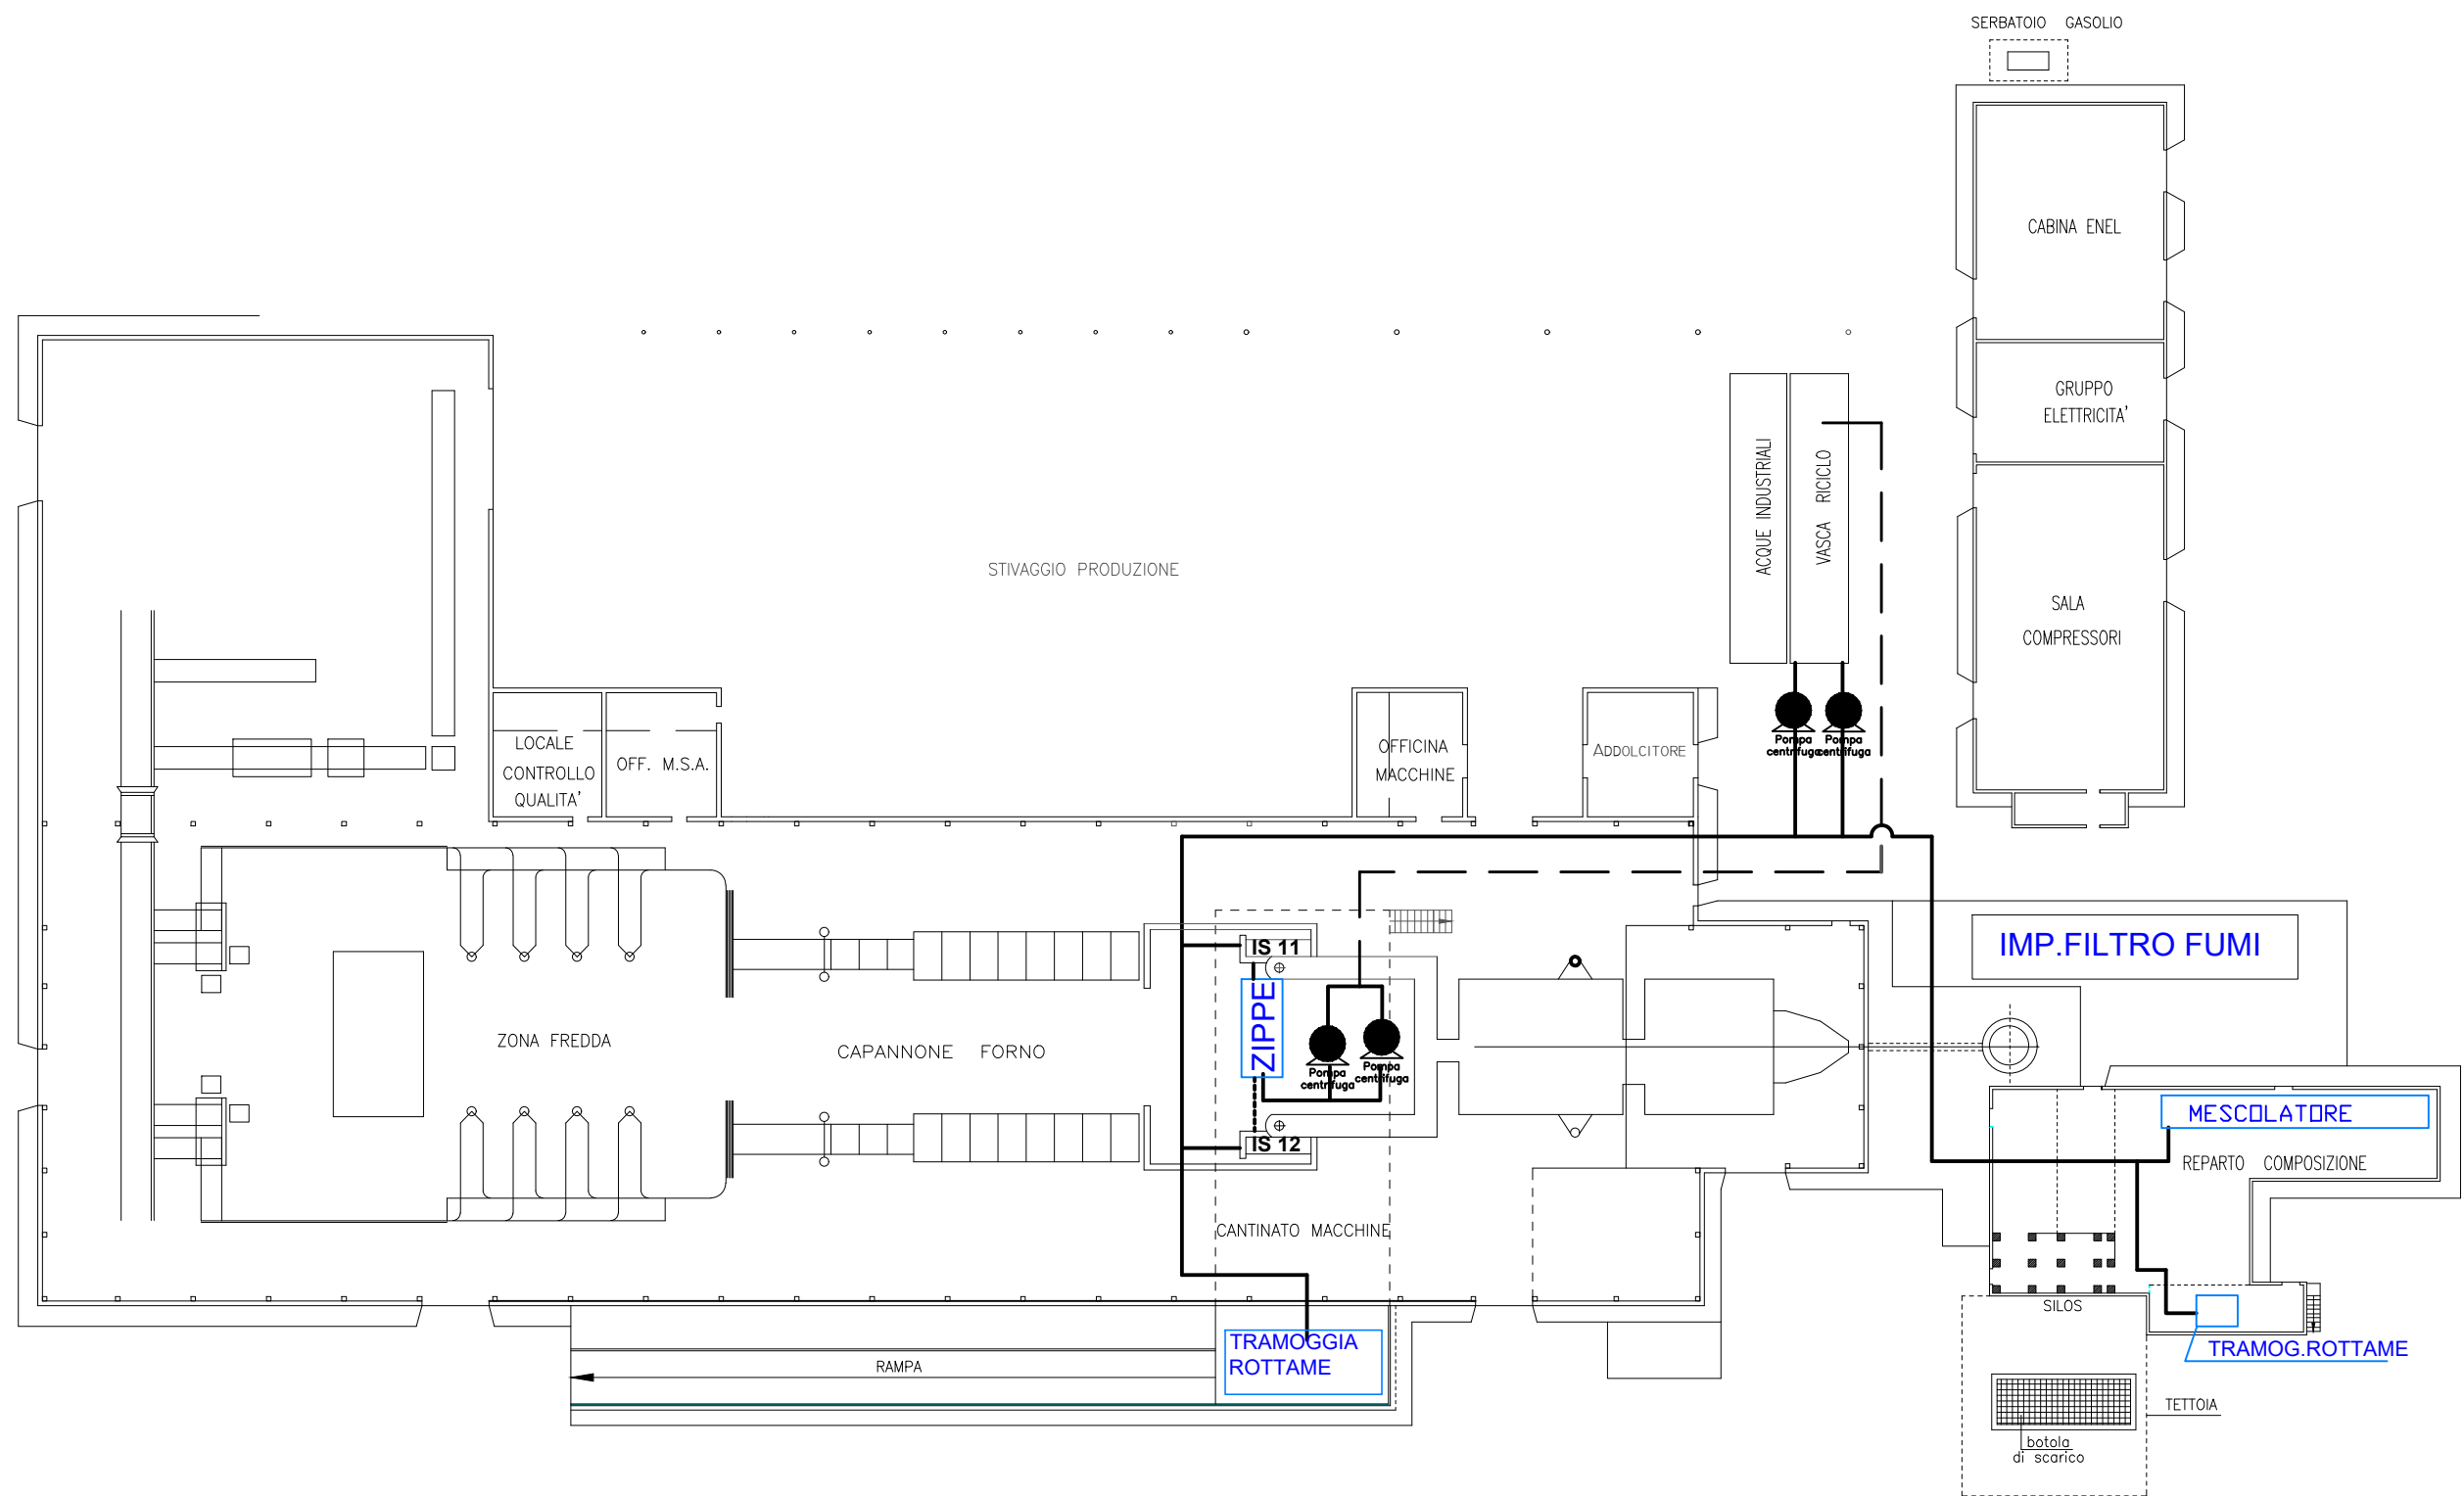 SERBATOIO GASOLIO
CABINA ENEL
GRUPPO
ELETTRICITA'
SALA
COMPRESSORI
ACQUE INDUSTRIALI
VASCA RICICLO
STIVAGGIO PRODUZIONE
Pompa
centrifuga
Pompa
centrifuga
LOCALE
CONTROLLO
QUALITA'
OFF. M.S.A.
OFFICINA
MACCHINE
ADDOLCITORE
IS 11
ZIPPE
IMP.FILTRO FUMI
ZONA FREDDA
CAPANNONE FORNO
Pompa
centrifuga
Pompa
centrifuga
IS 12
MESCOLATORE
REPARTO COMPOSIZIONE
CANTINATO MACCHINE
SILOS
TRAMOGGIA
ROTTAME
TRAMOG.ROTTAME
RAMPA
TETTOIA
botola
di scarico